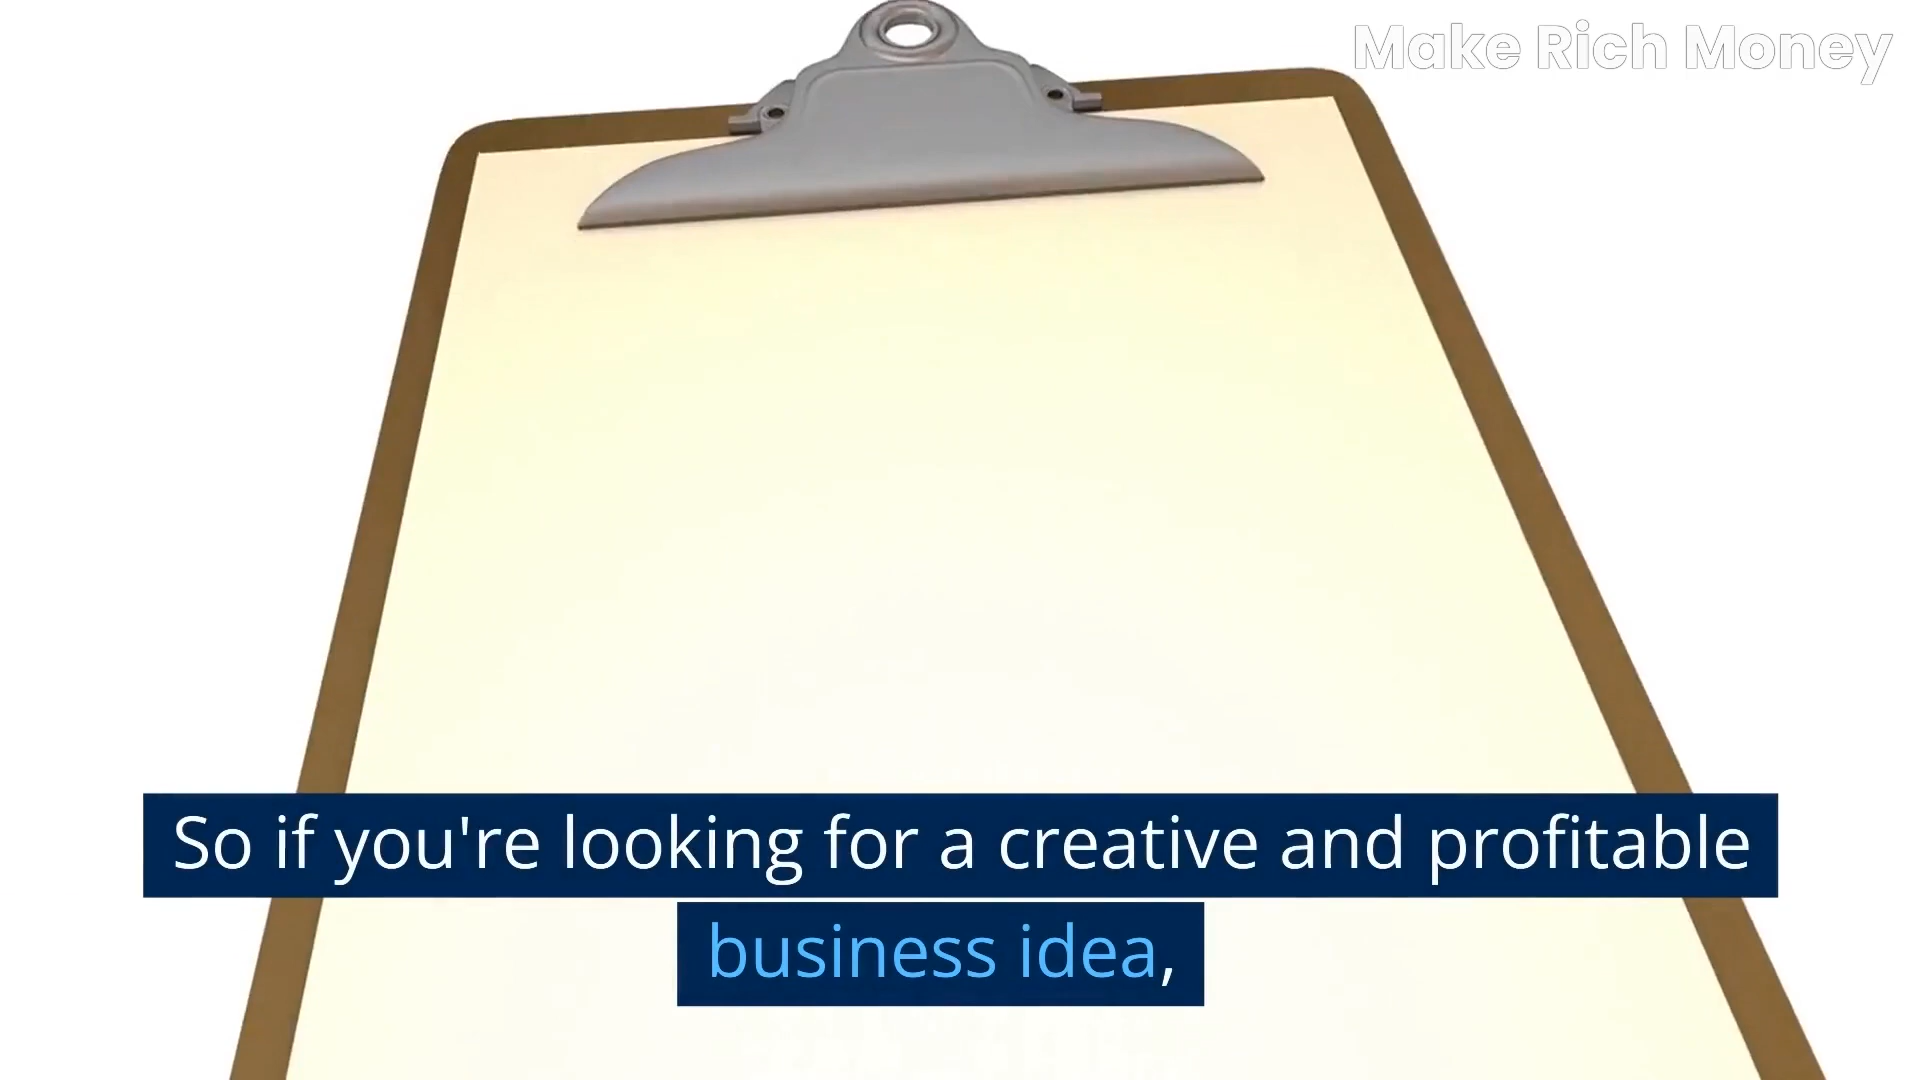 Make Rich Money
So if you're looking for a creative and profitable
business idea,